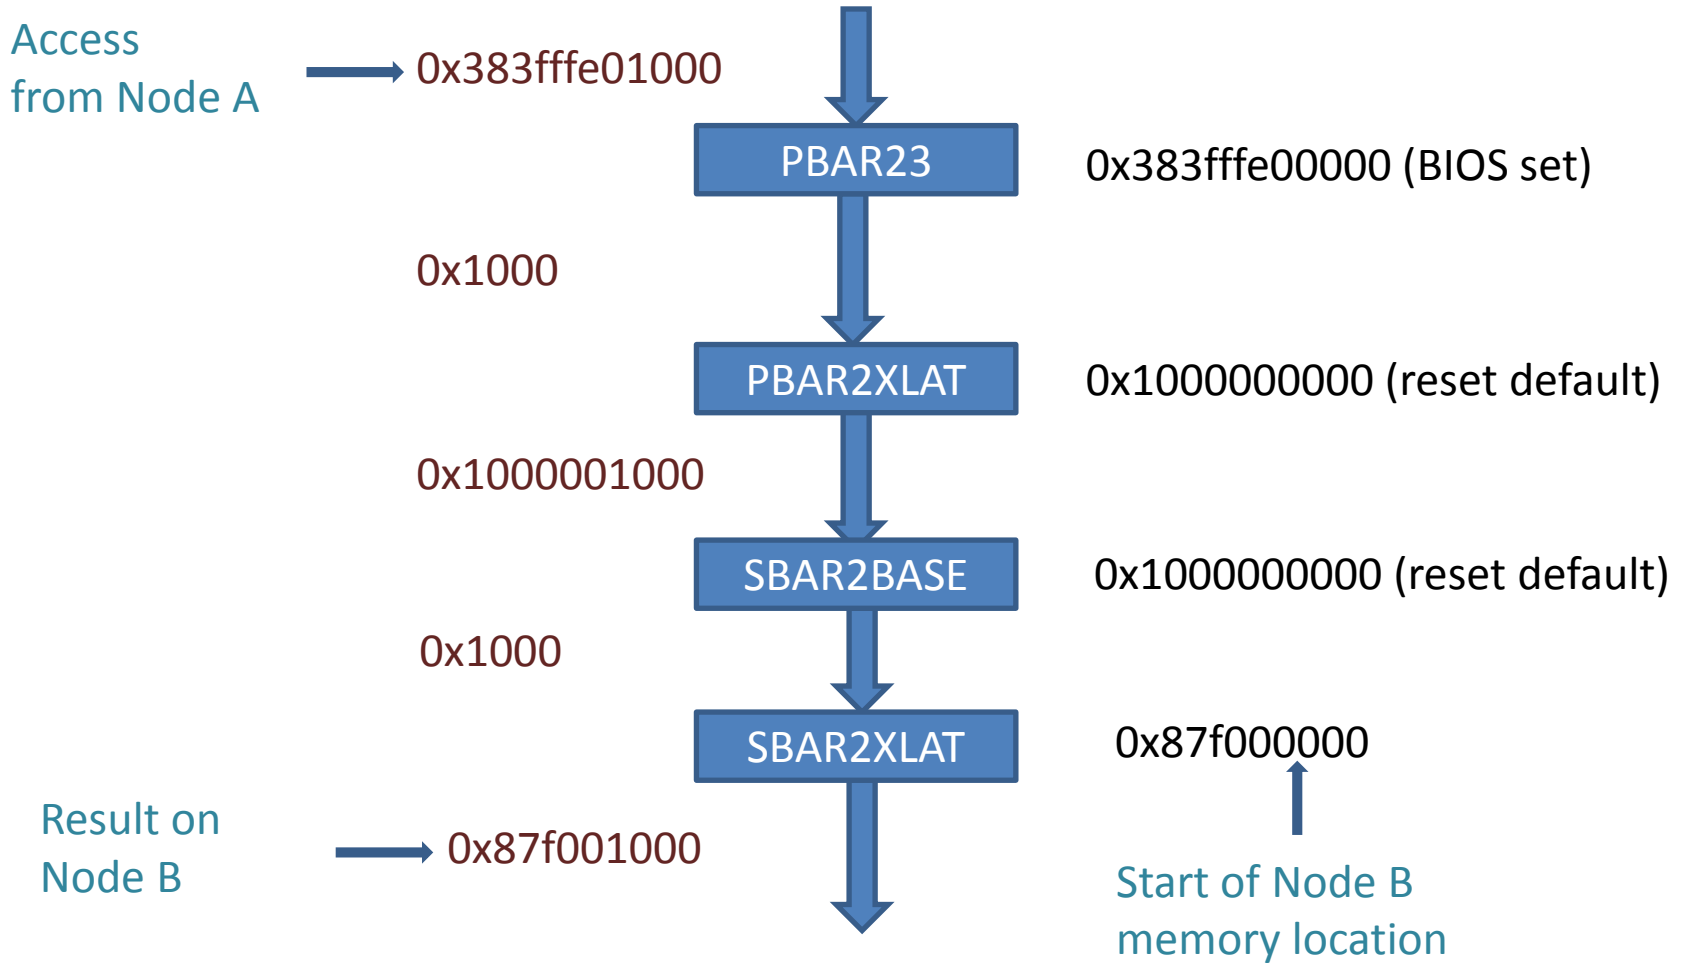 Access
from Node A
0x383fffe01000
PBAR23
0x383fffe00000 (BIOS set)
0x1000
PBAR2XLAT
0x1000000000 (reset default)
0x1000001000
SBAR2BASE
0x1000000000 (reset default)
0x1000
SBAR2XLAT
0x87f000000
Result on
Node B
0x87f001000
Start of Node B
memory location